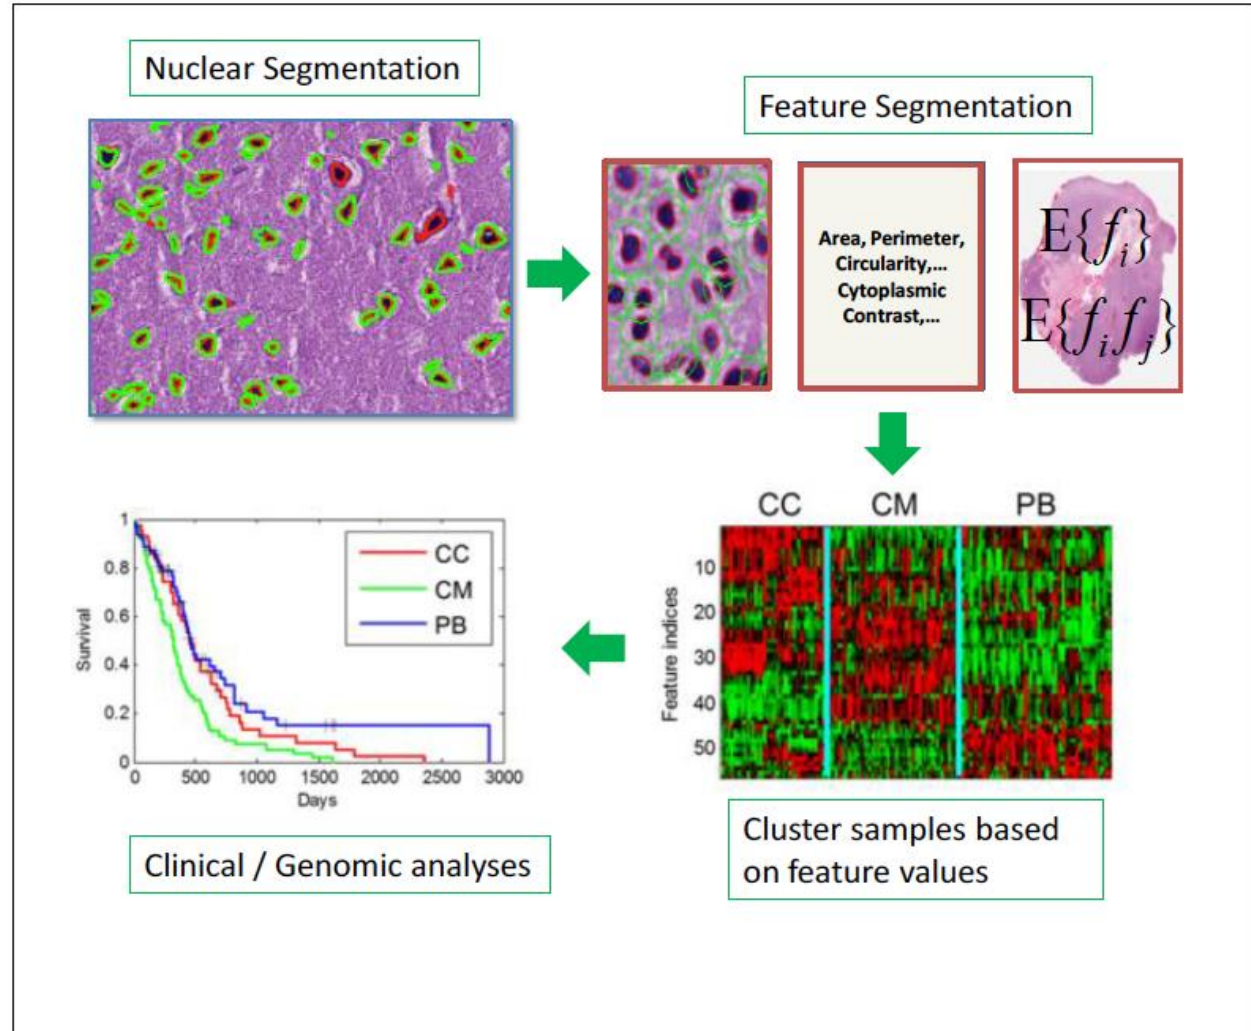 Nuclear Segmentation
Feature Segmentation
Area, Perimeter,
Circularity,...
Cytoplasmic
Contrast,...
E{f_i}
E{f_i f_j}
CC CM PB
Feature indices
10
20
30
40
50
Cluster samples based
on feature values
Survival
1
0.8
0.6
0.4
0.2
0
CC
CM
PB
0 500 1000 1500 2000 2500 3000
Days
Clinical / Genomic analyses